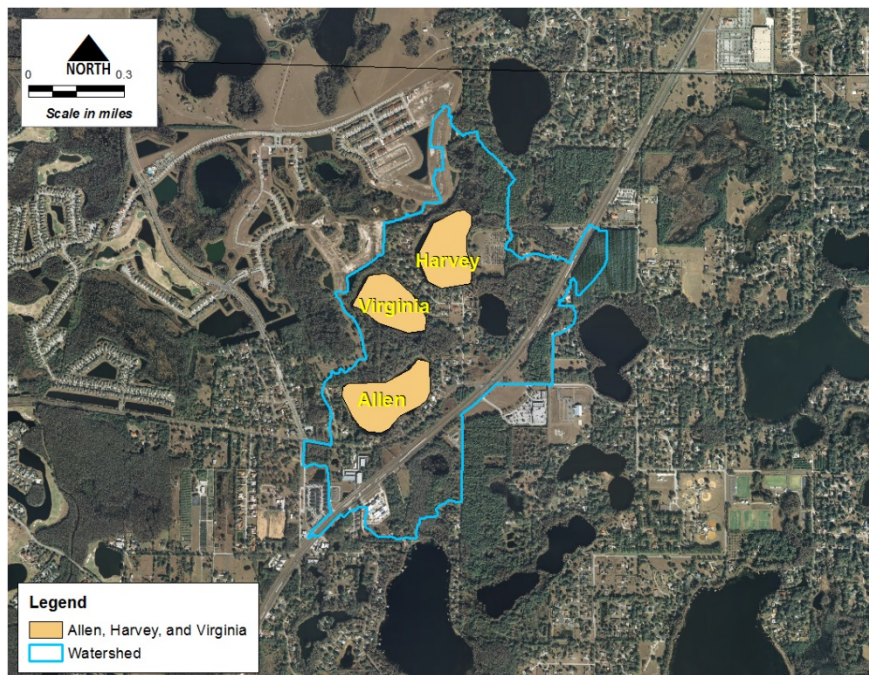 NORTH
0 0.3
Scale in miles
Harvey
Virginia
Allen
Legend
Allen, Harvey, and Virginia
Watershed